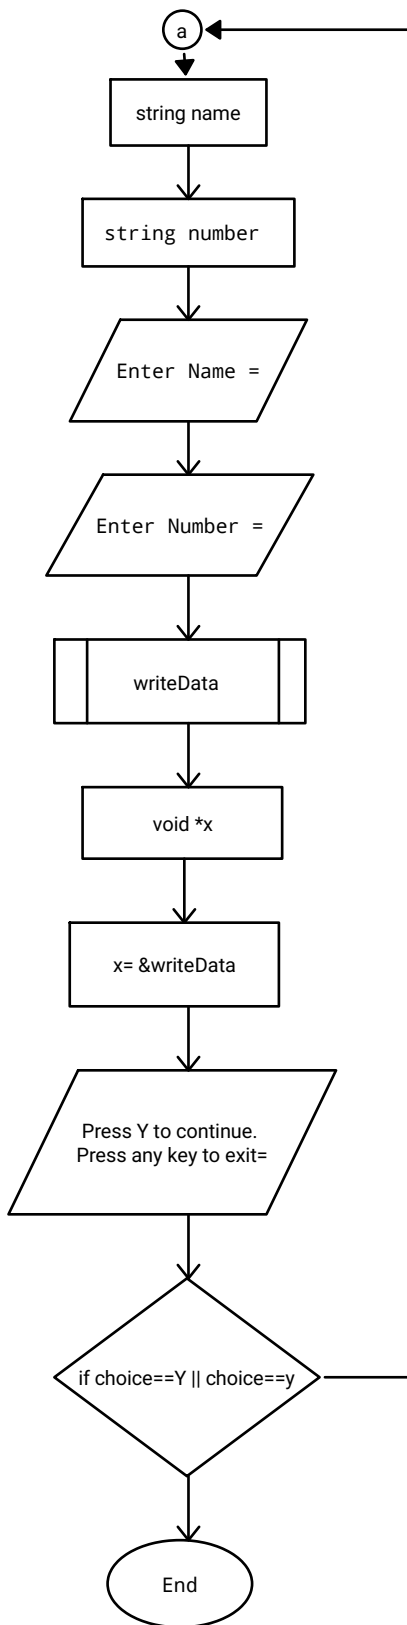 a
string name
string number
Enter Name =
Enter Number =
writeData
void *x
x= &writeData
Press Y to continue.
Press any key to exit=
if choice==Y || choice==y
End